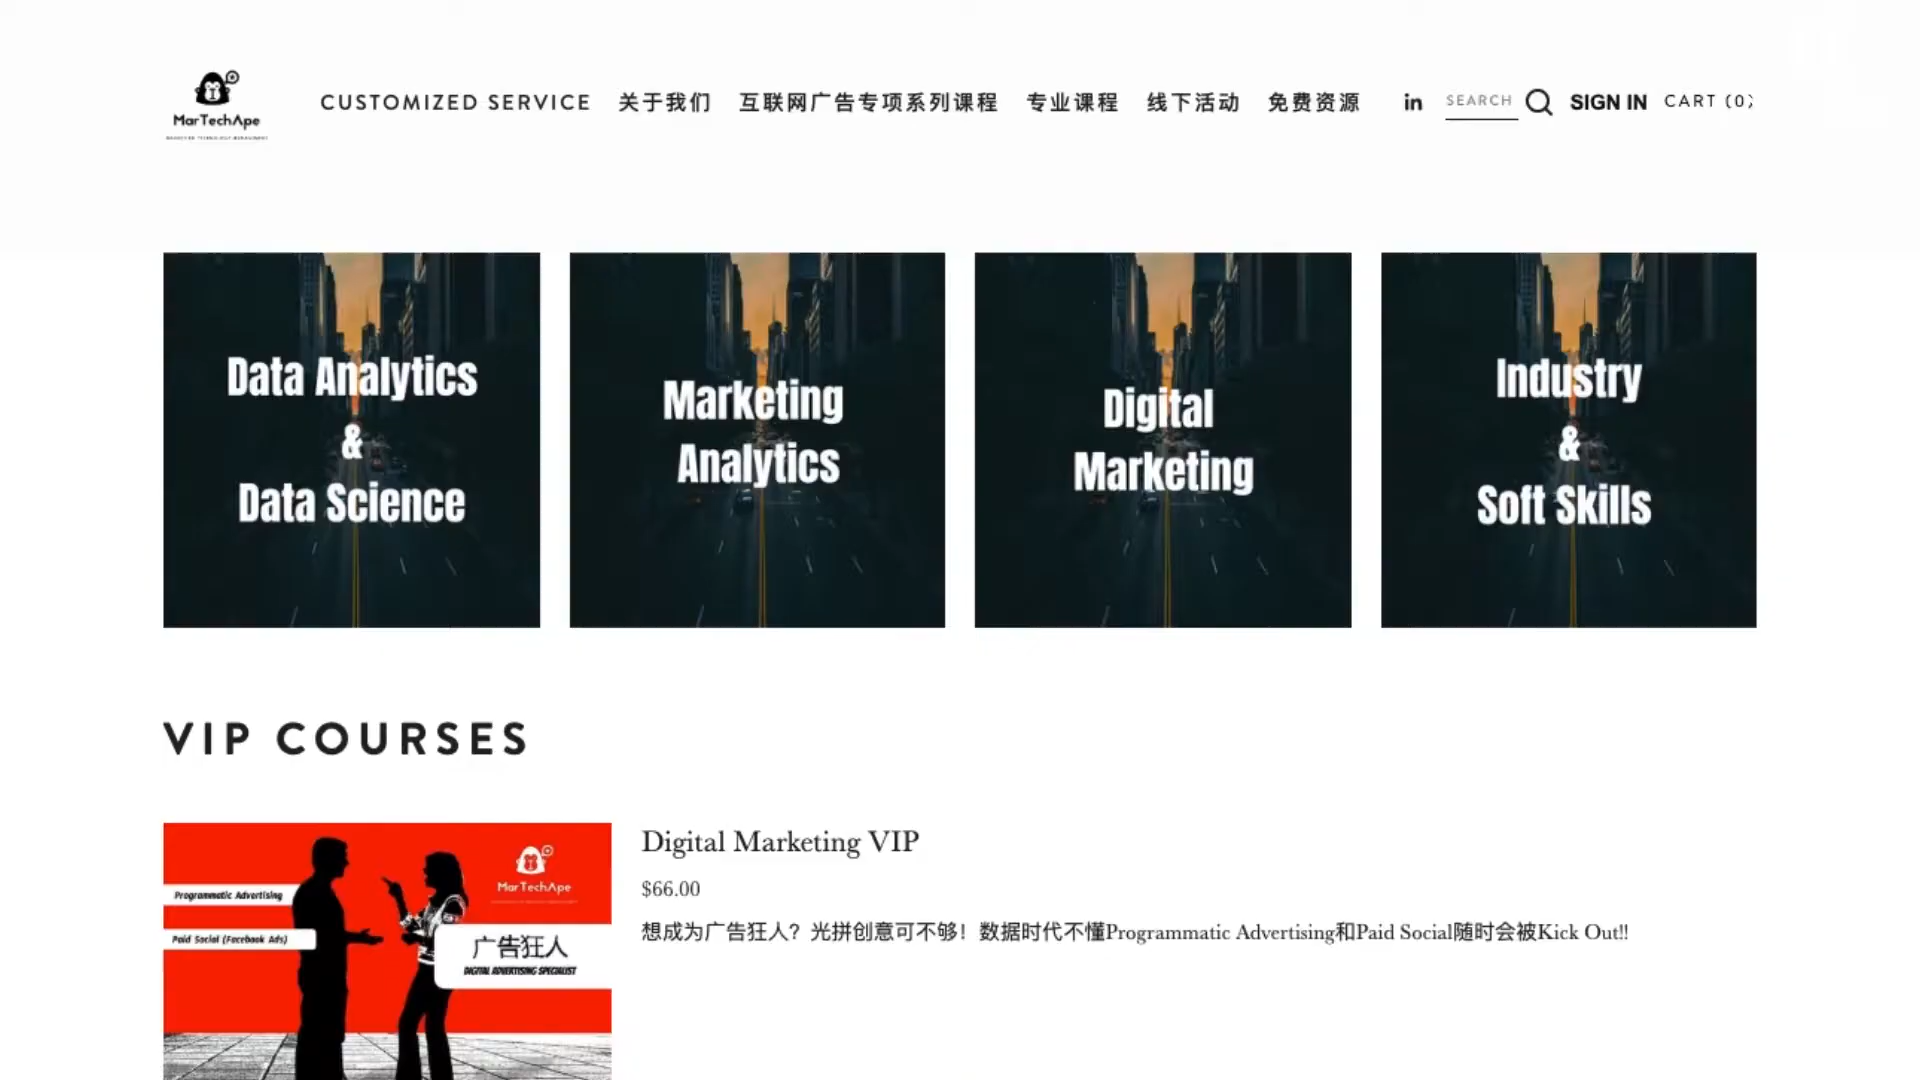 MarTechApe
CUSTOMIZED SERVICE 关于我们 互联网广告专项系列课程 专业课程 线下活动 免费资源 in SEARCH SIGN IN CART (0)
Data Analytics
&
Data Science
Marketing
Analytics
Digital
Marketing
Industry
&
Soft Skills
VIP COURSES
Programmatic Advertising
Paid Social (Facebook Ads)
MarTechApe
广告狂人
DIGITAL ADVERTISING SPECIALIST
Digital Marketing VIP
$66.00
想成为广告狂人？光拼创意可不够！数据时代不懂Programmatic Advertising和Paid Social随时会被Kick Out!!